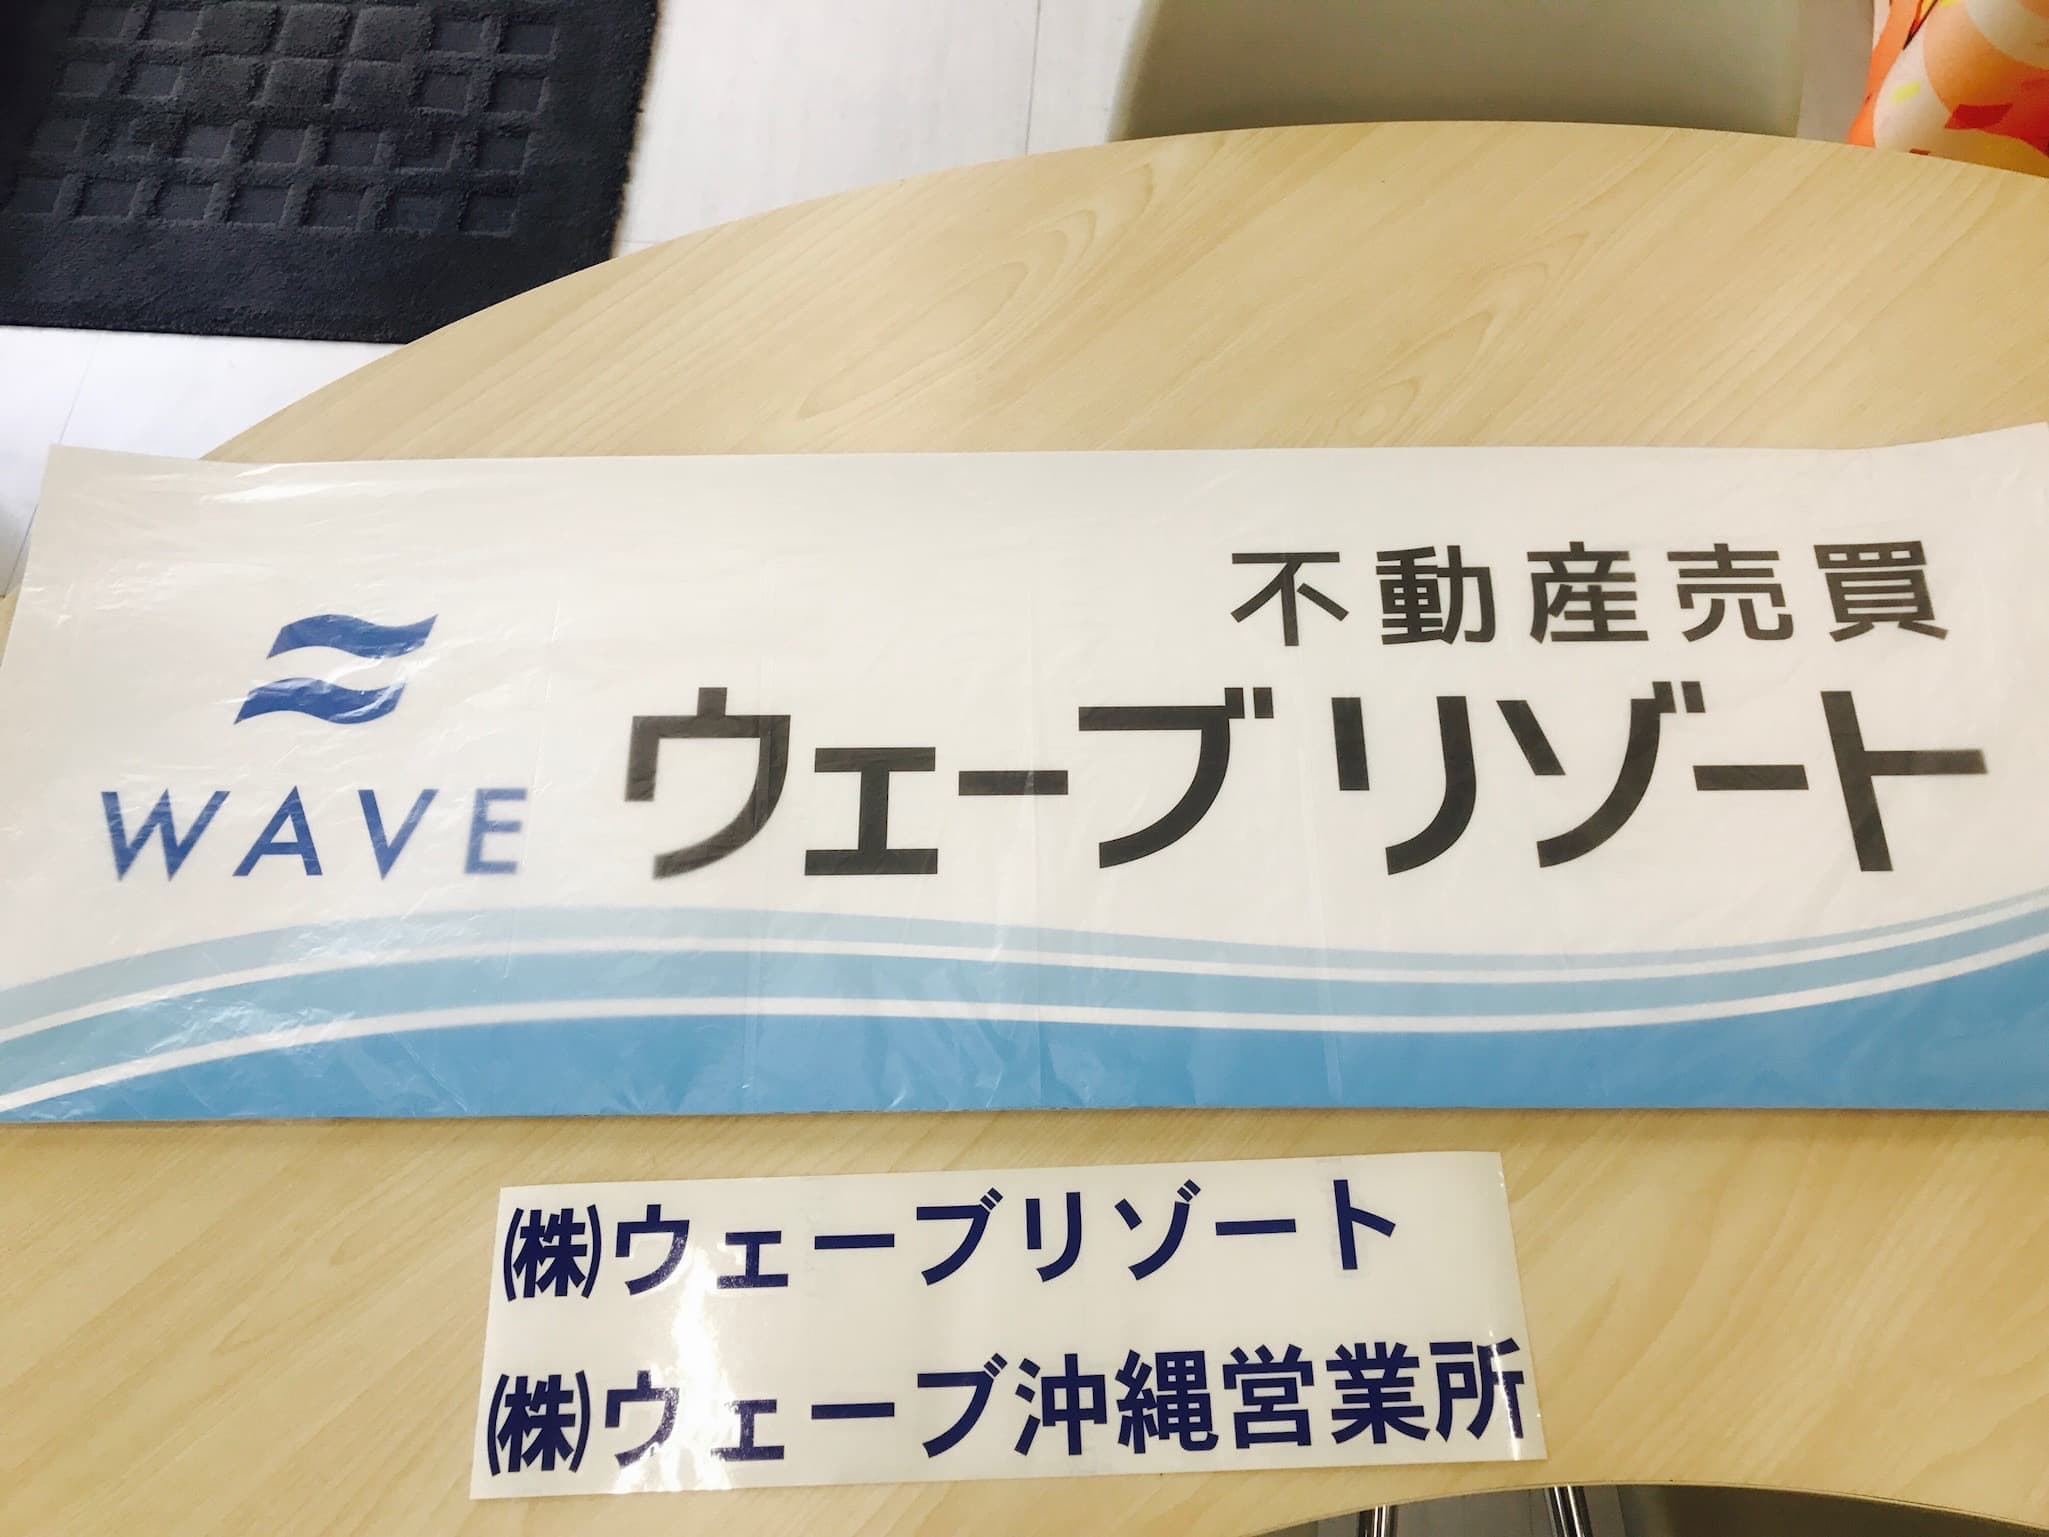 不動産売買
WAVE ウェーブリゾート
㈱ウェーブリゾート
㈱ウェーブ沖縄営業所